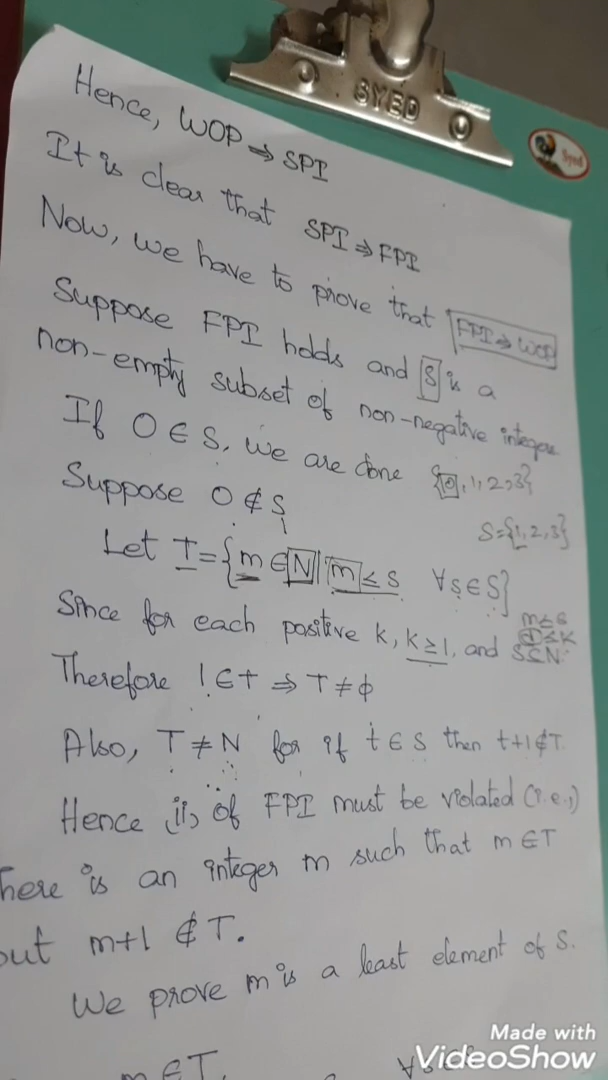 SYED
Syed
Hence, WOP ⇒ SPI
It is clear that SPI ⇒ FPI
Now, we have to prove that FPI ⇒ WOP
Suppose FPI holds and S is a
non-empty subset of non-negative integers
If 0 ∈ S, we are done {0,1,2,3}
Suppose 0 ∉ S
S={1,2,3}
Let T={m ∈ N | m ≤ s ∀ s ∈ S}
Since for each positive k, k ≥ 1, and S ⊆ N
m ≤ s
1 ≤ k
Therefore 1 ∈ T ⇒ T ≠ ϕ
Also, T ≠ N for if t ∈ S then t+1 ∉ T
Hence (ii) of FPI must be violated (i.e.,)
here is an integer m such that m ∈ T
out m+1 ∉ T.
We prove m is a least element of S.
m ∈ T,
Made with
VideoShow